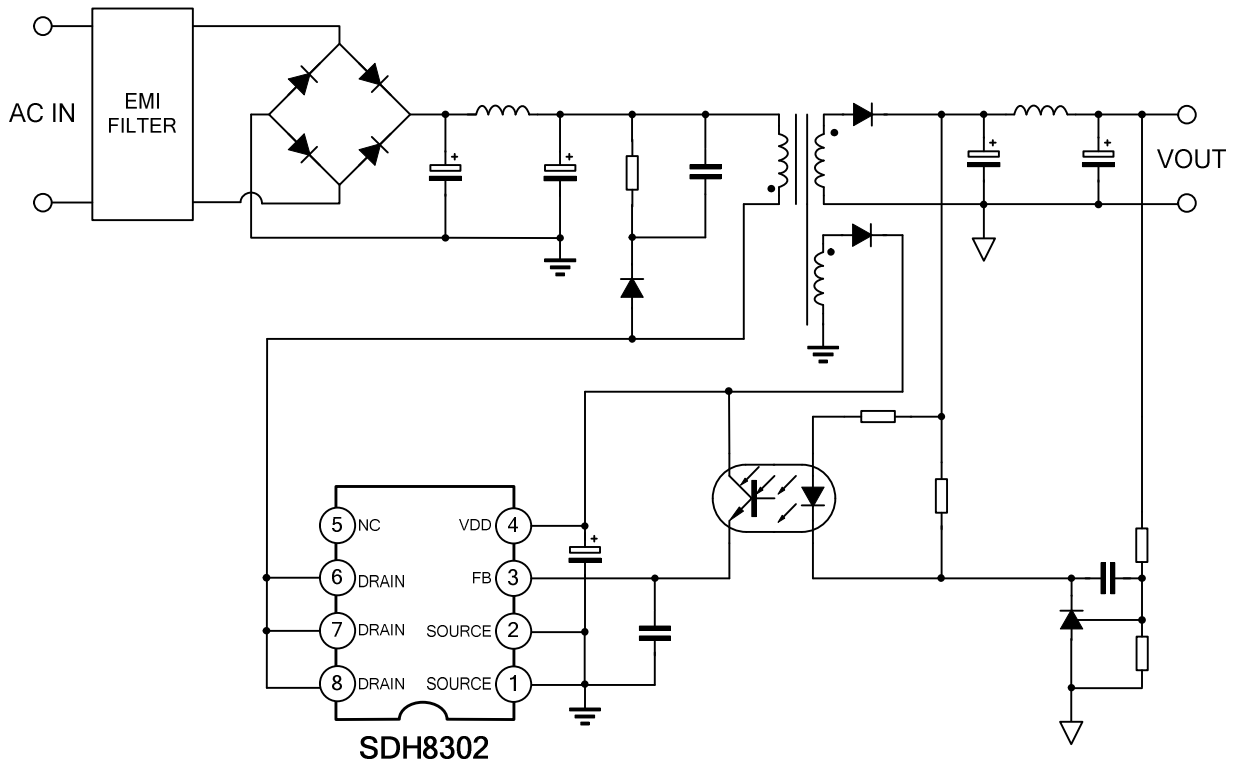 AC IN
EMI
FILTER
+
+
+
+
VOUT
5 NC
VDD 4
+
6 DRAIN
FB 3
7 DRAIN
SOURCE 2
8 DRAIN
SOURCE 1
SDH8302